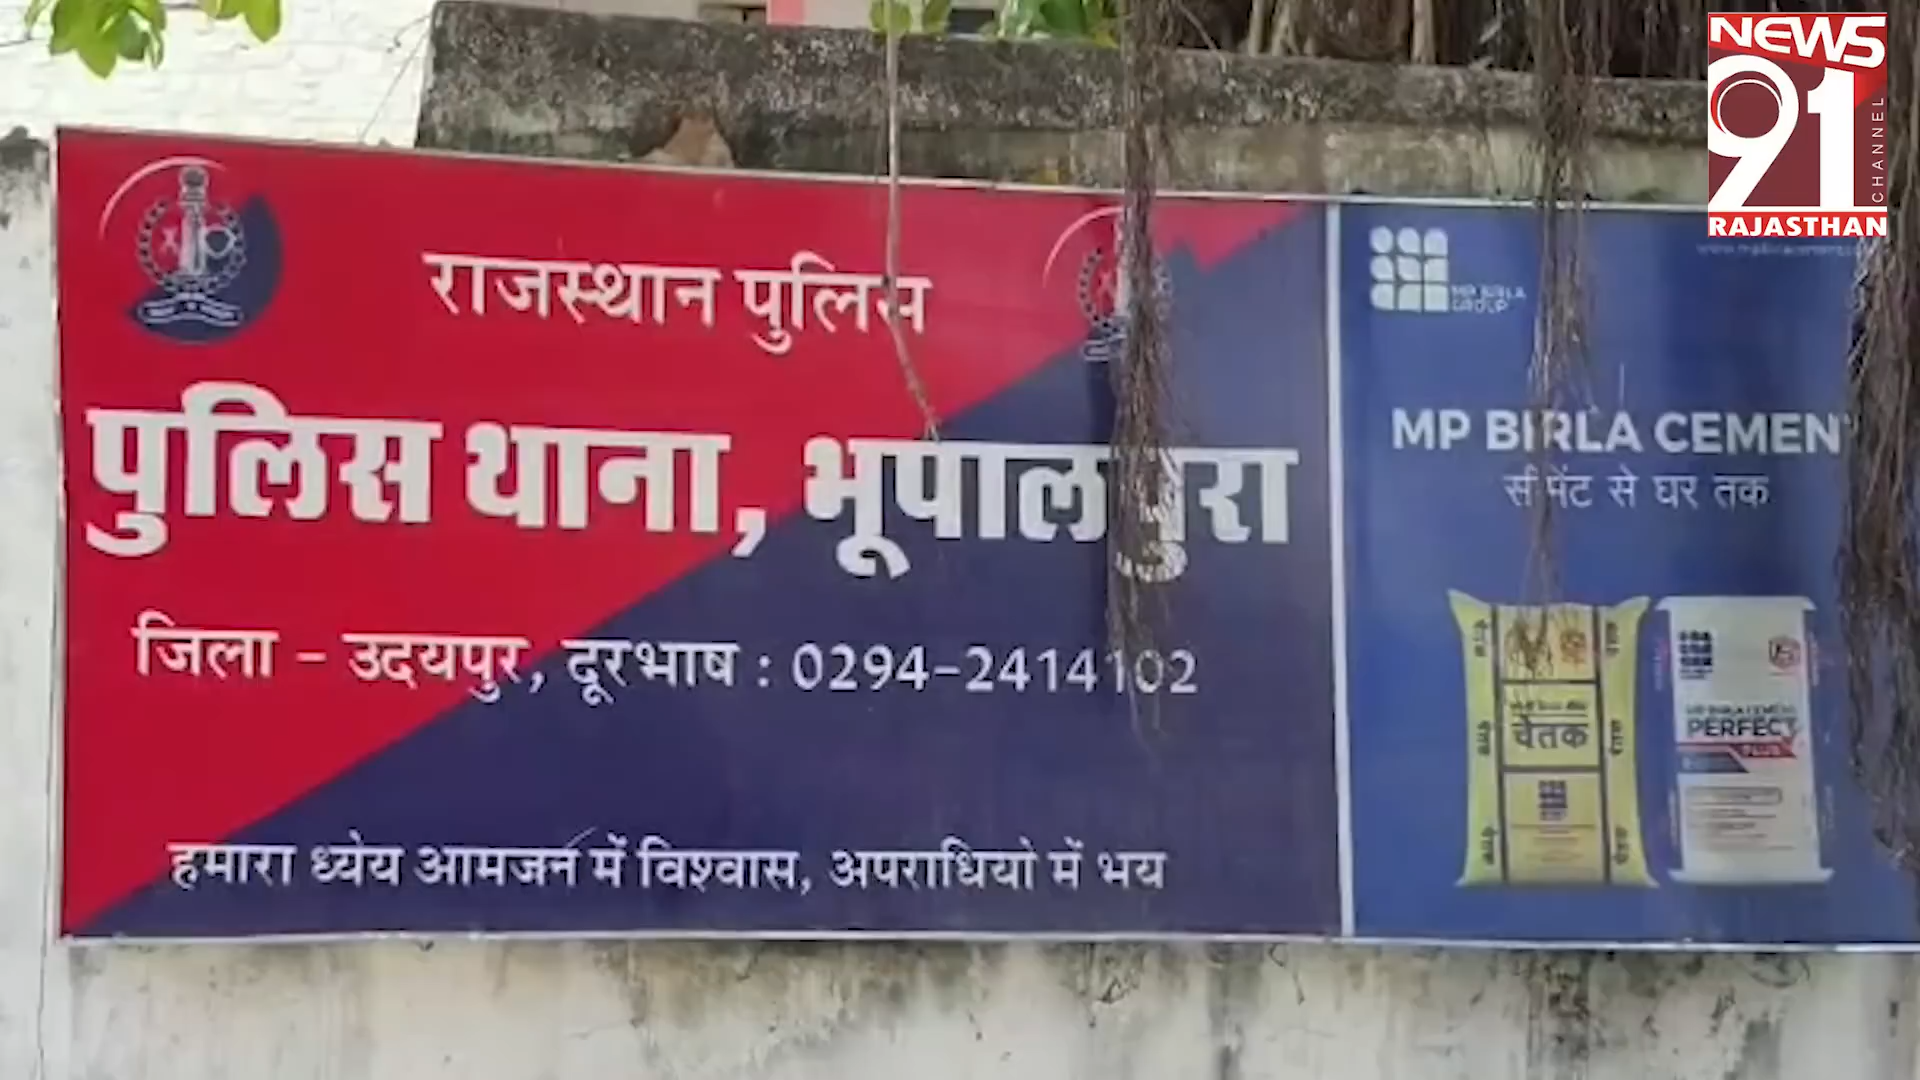 NEWS
91
CHANNEL
RAJASTHAN
राजस्थान पुलिस
पुलिस थाना, भूपालपुरा
जिला - उदयपुर, दूरभाष : 0294-2414102
हमारा ध्येय आमजन में विश्वास, अपराधियो में भय
MP BIRLA
GROUP
MP BIRLA CEMENT
सीमेंट से घर तक
चेतक
PERFECT
PLUS